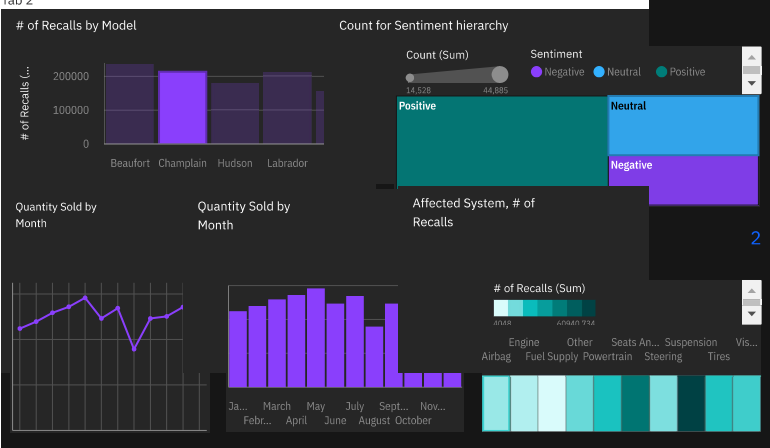 Tab 2
# of Recalls by Model
# of Recalls (...
200000
100000
0
Beaufort Champlain Hudson Labrador
Count for Sentiment hierarchy
Count (Sum)
14,528 44,885
Sentiment
Negative Neutral Positive
Positive
Neutral
Negative
Quantity Sold by
Month
Quantity Sold by
Month
Ja... March May July Sept... Nov...
Febr... April June August October
Affected System, # of
Recalls
2
# of Recalls (Sum)
4048
Engine Other Seats An... Suspension Vis...
Airbag Fuel Supply Powertrain Steering Tires